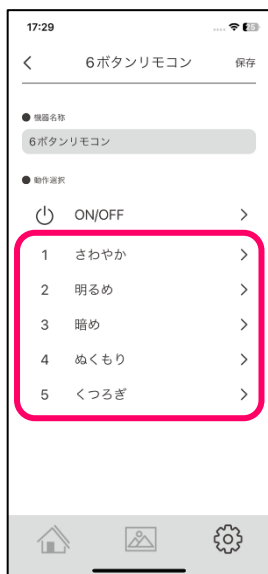 17:29
6ボタンリモコン
保存
● 機器名称
6ボタンリモコン
● 動作選択
ON/OFF
1 さわやか
2 明るめ
3 暗め
4 ぬくもり
5 くつろぎ